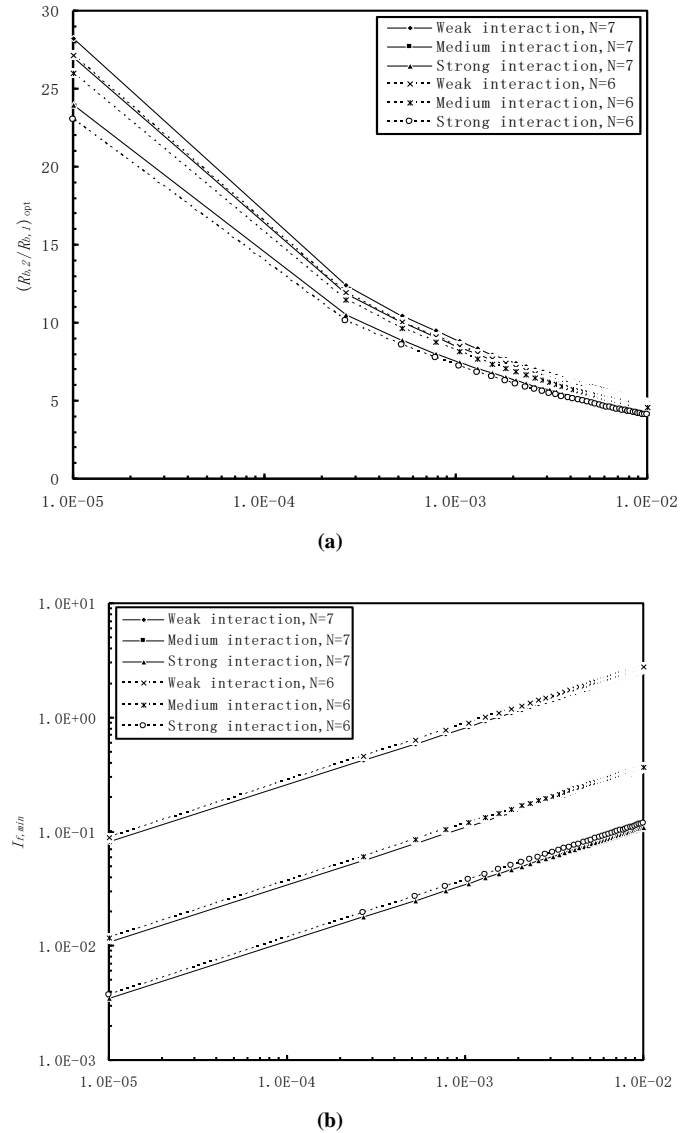 30
25
20
15
10
5
0
(Rb,2/Rb,1)opt
Weak interaction,N=7
Medium interaction,N=7
Strong interaction,N=7
Weak interaction,N=6
Medium interaction,N=6
Strong interaction,N=6
1.0E-05
1.0E-04
1.0E-03
1.0E-02
(a)
1.0E+01
1.0E+00
1.0E-01
1.0E-02
1.0E-03
If,min
Weak interaction,N=7
Medium interaction,N=7
Strong interaction,N=7
Weak interaction,N=6
Medium interaction,N=6
Strong interaction,N=6
1.0E-05
1.0E-04
1.0E-03
1.0E-02
(b)